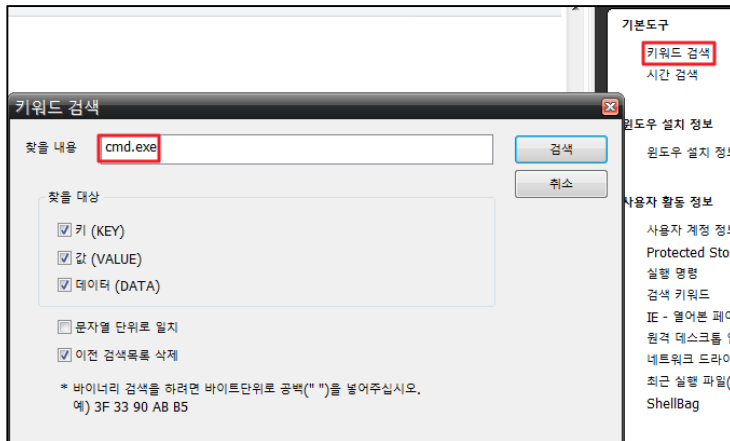 키워드 검색
찾을 내용 cmd.exe 검색
취소
찾을 대상
키 (KEY)
값 (VALUE)
데이터 (DATA)
문자열 단위로 일치
이전 검색목록 삭제
* 바이너리 검색을 하려면 바이트단위로 공백(" ")을 넣어주십시오.
예) 3F 33 90 AB B5
기본도구
키워드 검색
시간 검색
윈도우 설치 정보
윈도우 설치 정보
사용자 활동 정보
사용자 계정 정보
Protected Sto
실행 명령
검색 키워드
IE - 열어본 페이
원격 데스크톱
네트워크 드라이
최근 실행 파일(
ShellBag